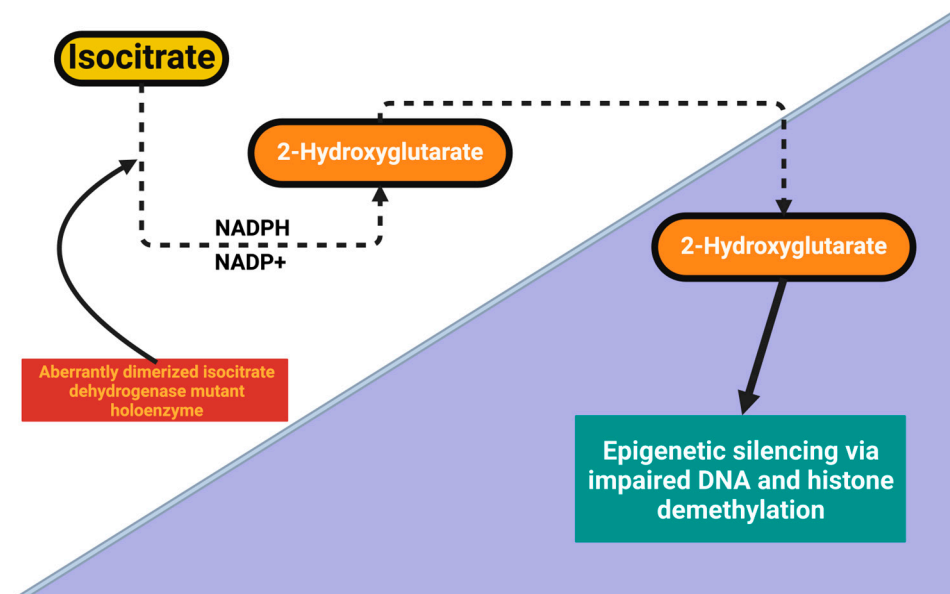 Isocitrate
2-Hydroxyglutarate
NADPH
NADP+
2-Hydroxyglutarate
Aberrantly dimerized isocitrate
dehydrogenase mutant
holoenzyme
Epigenetic silencing via
impaired DNA and histone
demethylation